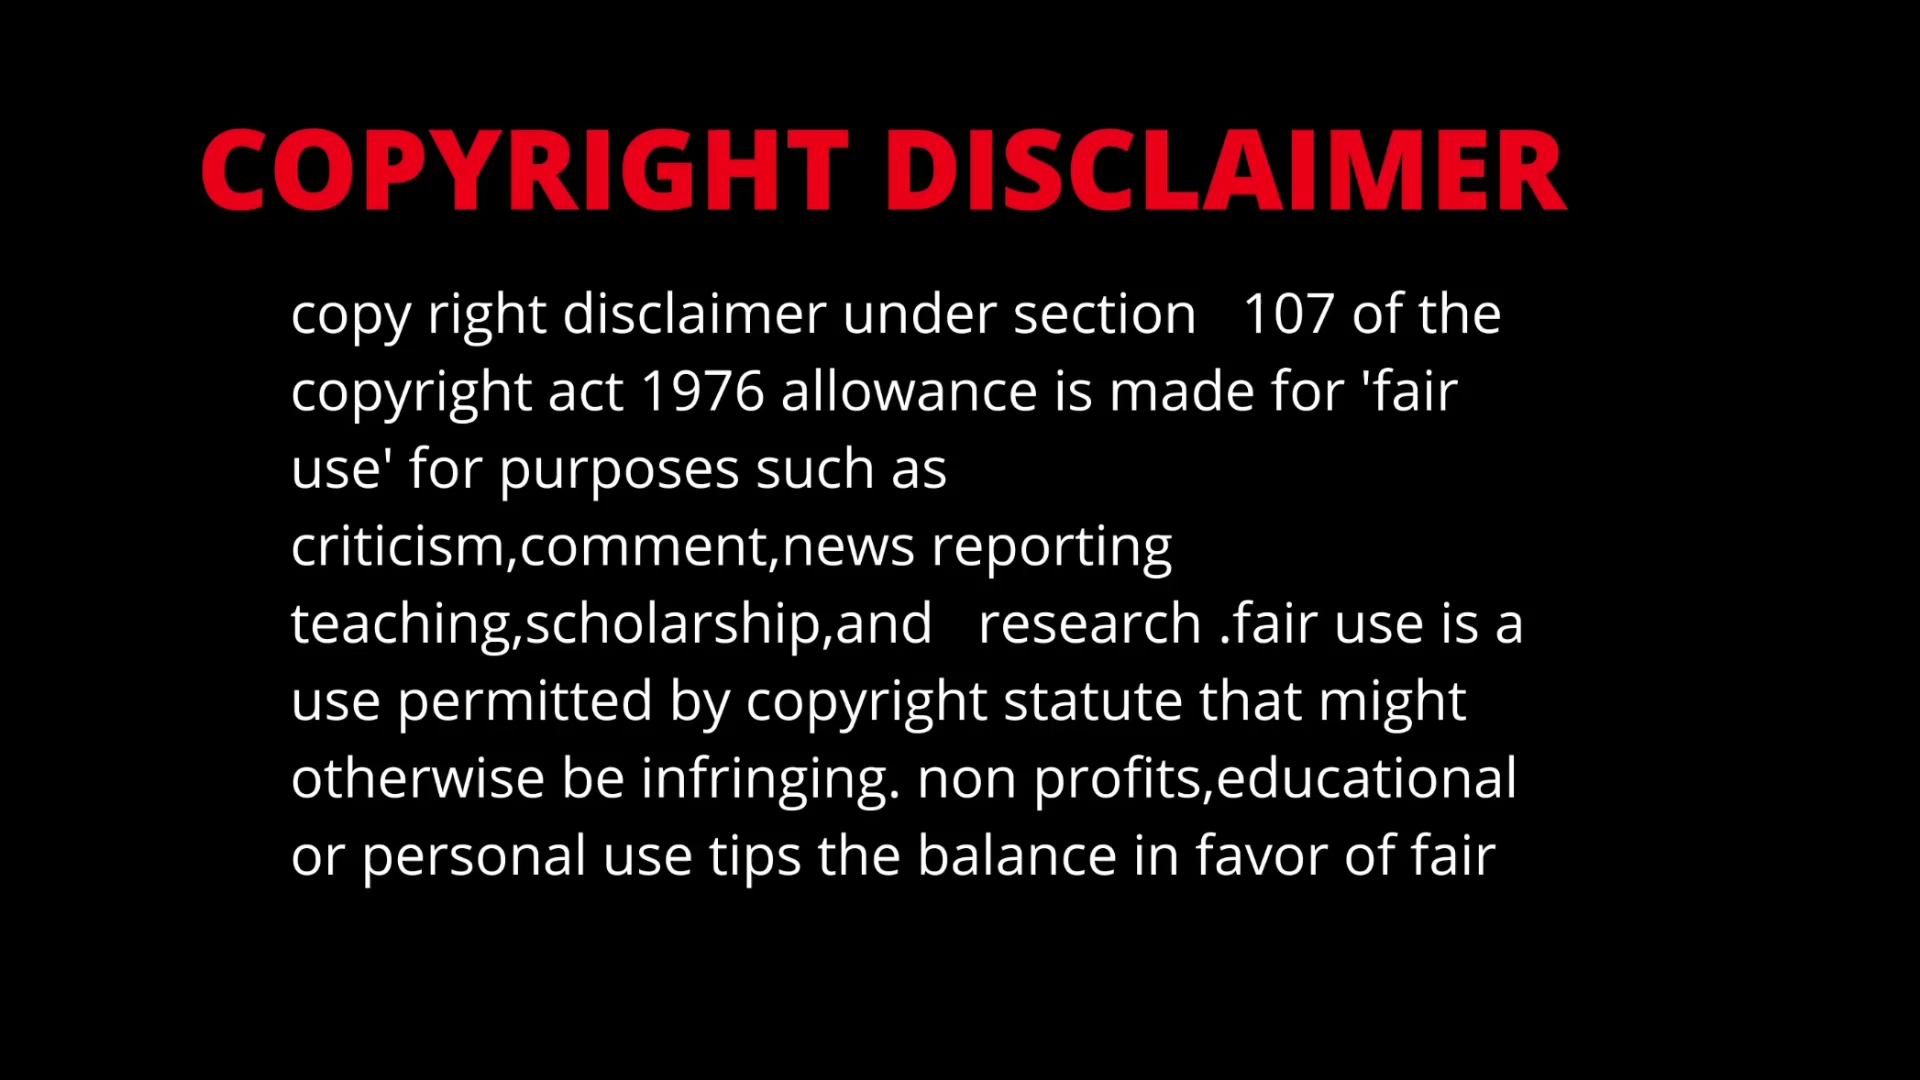 COPYRIGHT DISCLAIMER
copy right disclaimer under section   107 of the
copyright act 1976 allowance is made for 'fair
use' for purposes such as
criticism,comment,news reporting
teaching,scholarship,and   research .fair use is a
use permitted by copyright statute that might
otherwise be infringing. non profits,educational
or personal use tips the balance in favor of fair